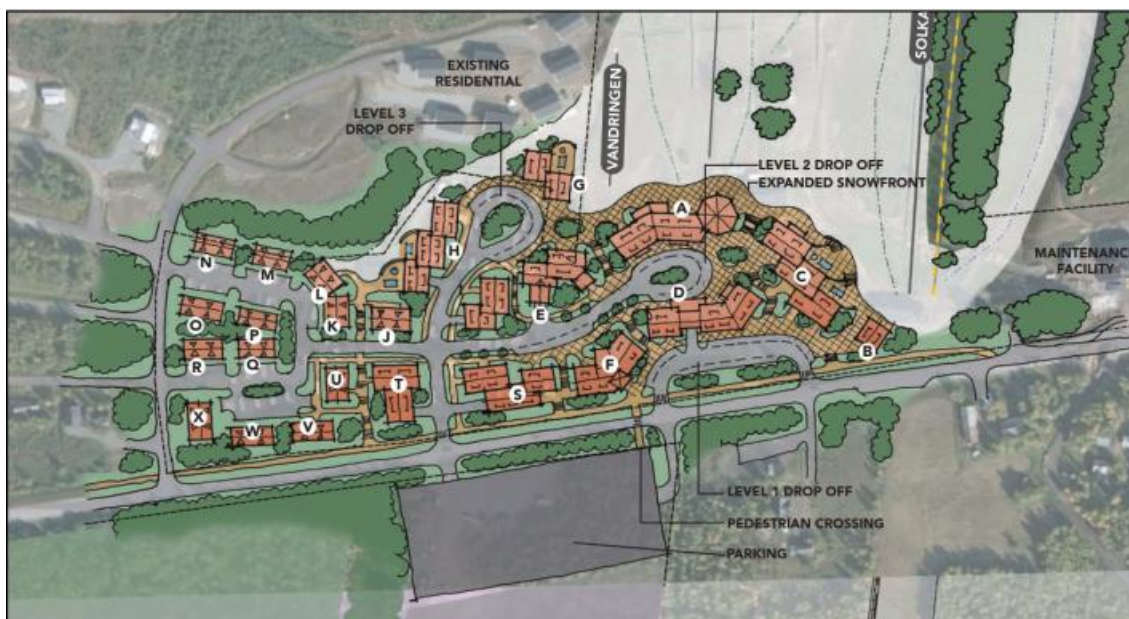 SOLKA
VANDRINGEN
EXISTING
RESIDENTIAL
LEVEL 3
DROP OFF
LEVEL 2 DROP OFF
EXPANDED SNOWFRONT
G
A
H
MAINTENANCE
FACILITY
N
M
C
L
D
O
P
K
J
E
B
R
Q
F
U
T
S
X
W
V
LEVEL 1 DROP OFF
PEDESTRIAN CROSSING
PARKING